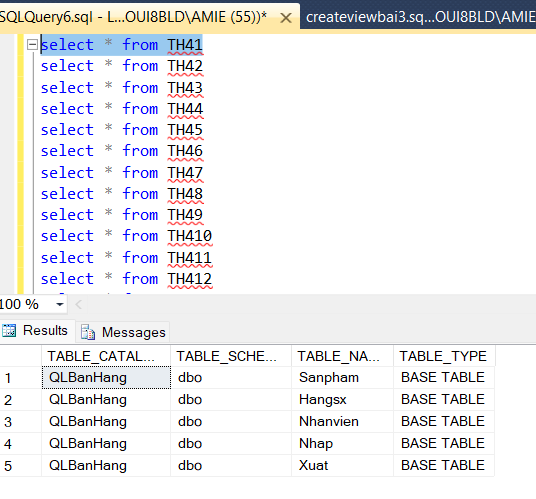 SQLQuery6.sql - L...OUI8BLD\AMIE (55))* createviewbai3.sq...OUI8BLD\AMIE
select * from TH41
select * from TH42
select * from TH43
select * from TH44
select * from TH45
select * from TH46
select * from TH47
select * from TH48
select * from TH49
select * from TH410
select * from TH411
select * from TH412
100 %
Results Messages
TABLE_CATAL... TABLE_SCHE... TABLE_NA... TABLE_TYPE
1 QLBanHang dbo Sanpham BASE TABLE
2 QLBanHang dbo Hangsx BASE TABLE
3 QLBanHang dbo Nhanvien BASE TABLE
4 QLBanHang dbo Nhap BASE TABLE
5 QLBanHang dbo Xuat BASE TABLE